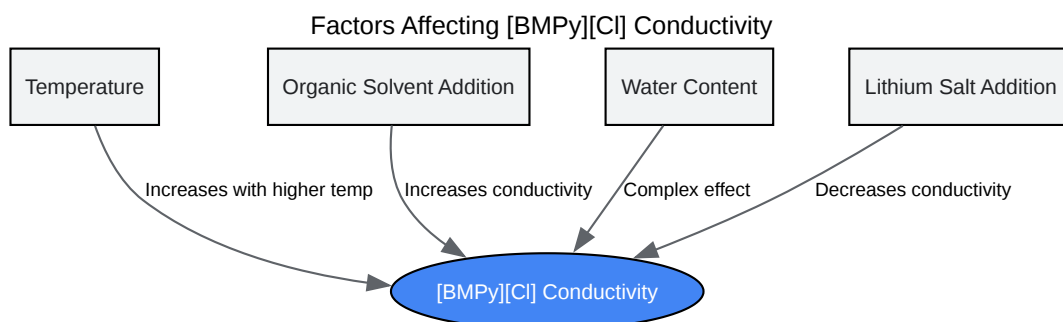 Factors Affecting [BMPy][Cl] Conductivity
Temperature
Organic Solvent Addition
Water Content
Lithium Salt Addition
Increases with higher temp
Increases conductivity
Complex effect
Decreases conductivity
[BMPy][Cl] Conductivity